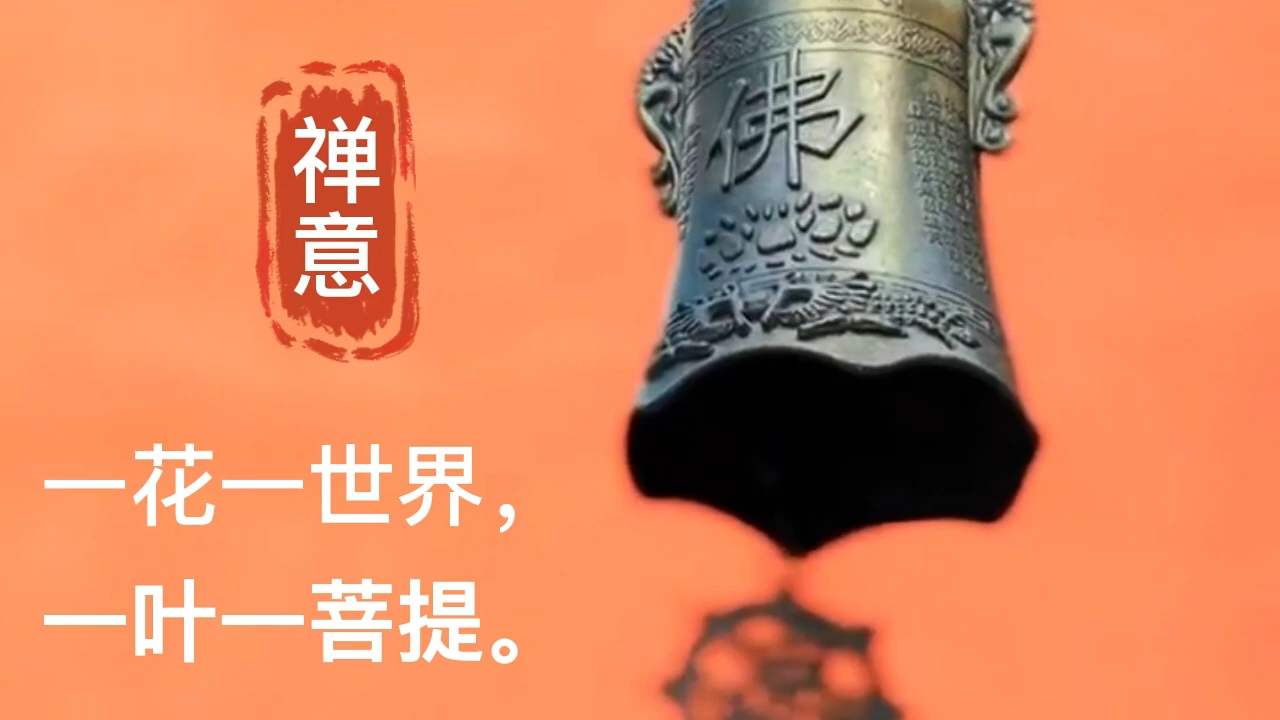 禅意
佛
一花一世界，
一叶一菩提。